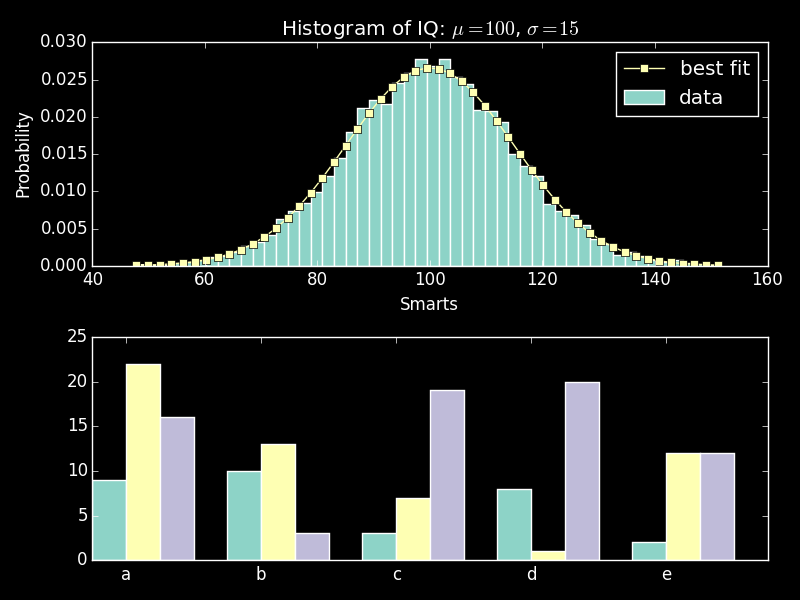 Histogram of IQ: μ=100, σ=15
0.030
0.025
0.020
0.015
0.010
0.005
0.000
Probability
best fit
data
40 60 80 100 120 140 160
Smarts
25
20
15
10
5
0
a b c d e